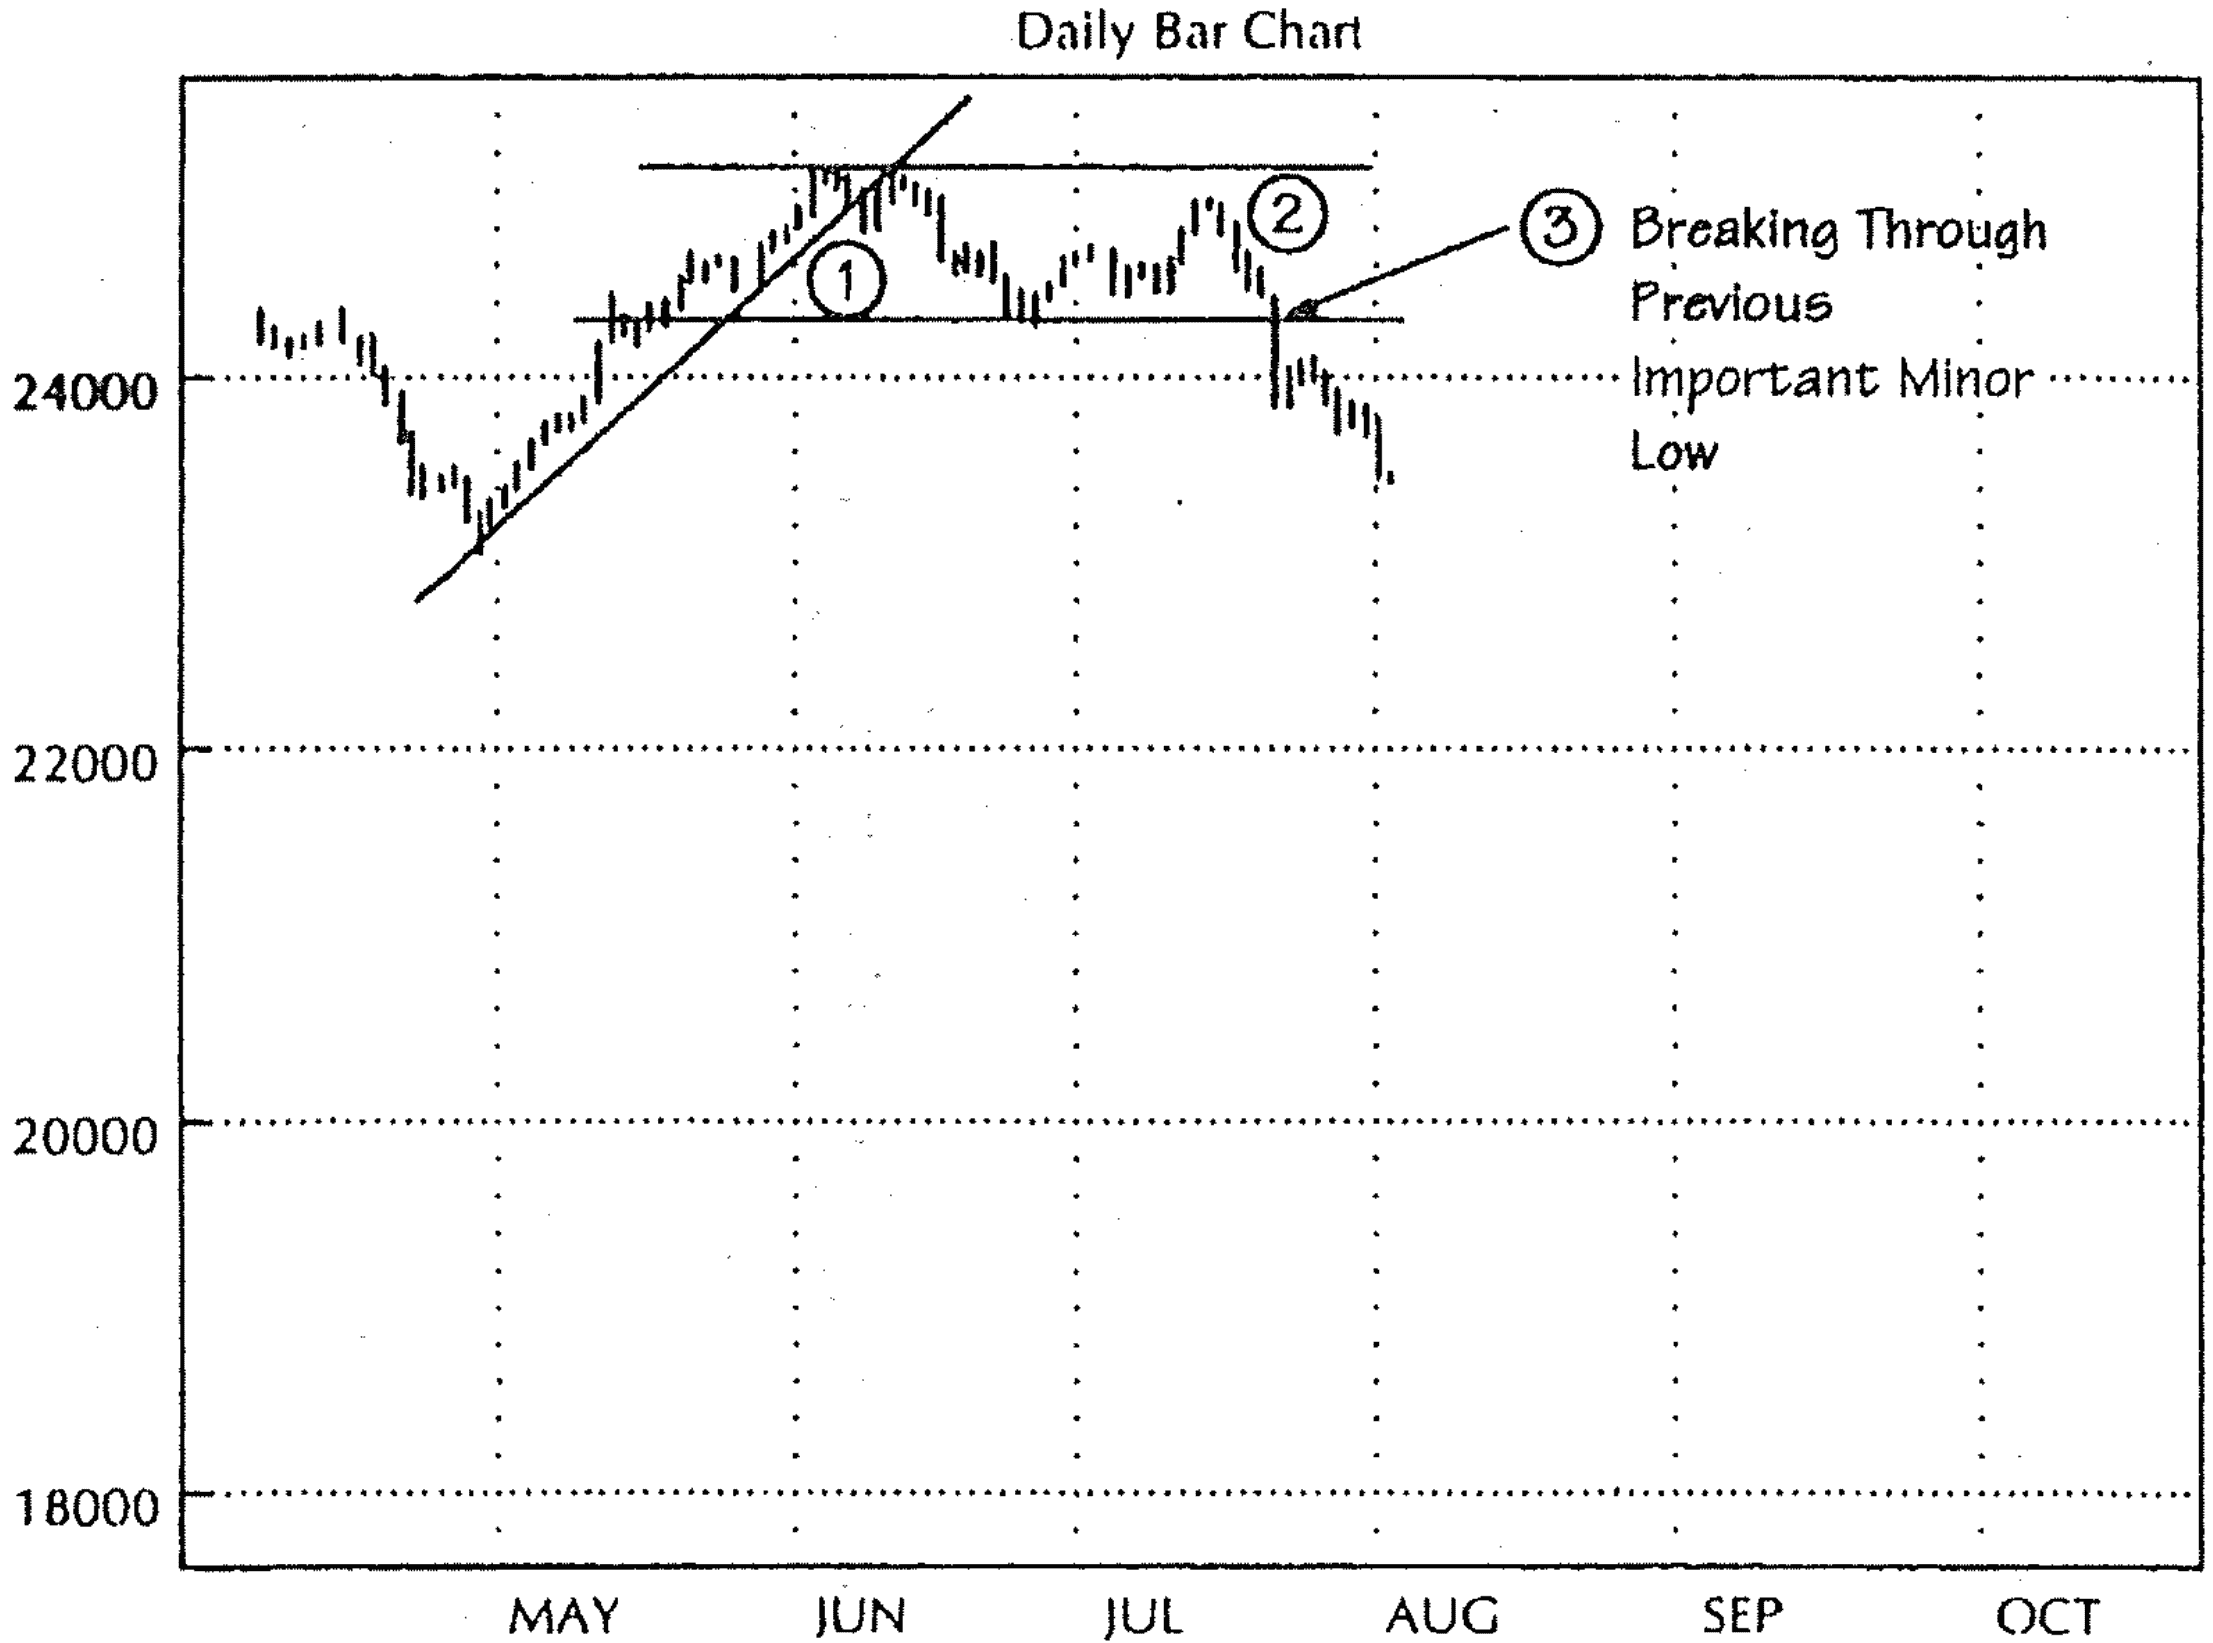 Daily Bar Chart
1
2
3 Breaking Through
Previous
Important Minor
Low
24000
22000
20000
18000
MAY JUN JUL AUG SEP OCT